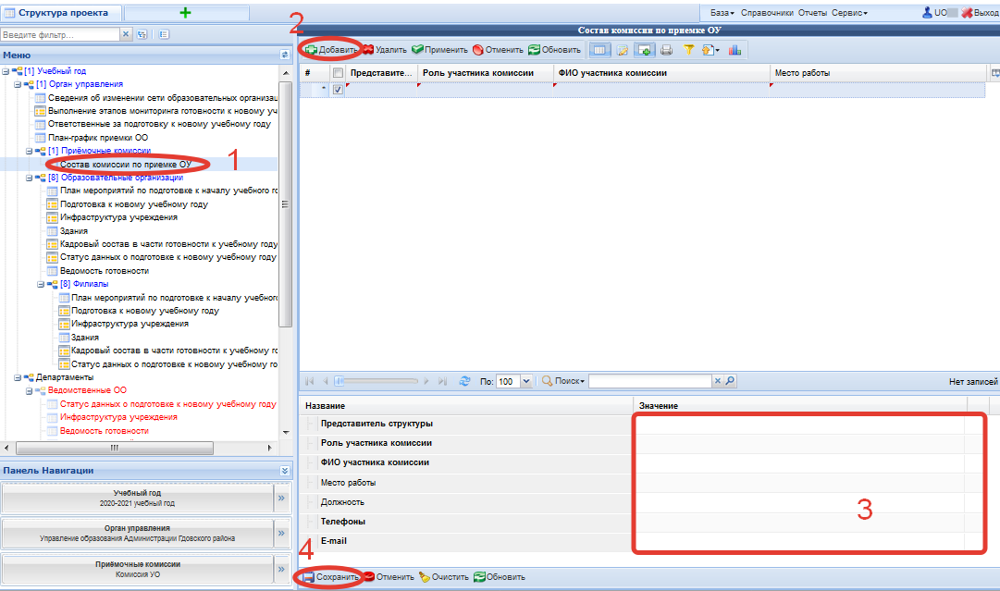 Структура проекта
База Справочники Отчеты Сервис UO Выход
Введите фильтр...
Меню
[1] Учебный год
[1] Орган управления
Сведения об изменении сети образовательных организац
Выполнение этапов мониторинга готовности к новому уч
Ответственные за подготовку к новому учебному году
План-график приемки ОО
[1] Приёмочные комиссии
Состав комиссии по приемке ОУ
1
[8] Образовательные организации
План мероприятий по подготовке к началу учебного го
Подготовка к новому учебному году
Инфраструктура учреждения
Здания
Кадровый состав в части готовности к учебному году
Статус данных о подготовке к новому учебному году
Ведомость готовности
[8] Филиалы
План мероприятий по подготовке к началу учебного
Подготовка к новому учебному году
Инфраструктура учреждения
Здания
Кадровый состав в части готовности к учебному го
Статус данных о подготовке к новому учебному го
Департаменты
Ведомственные ОО
Статус данных о подготовке к новому учебному году
Инфраструктура учреждения
Ведомость готовности
Панель Навигации
Учебный год
2020-2021 учебный год
Орган управления
Управление образования Администрации Гдовского района
Приёмочные комиссии
Комиссия УО
2
Состав комиссии по приемке ОУ
Добавить Удалить Применить Отменить Обновить
# Представите... Роль участника комиссии ФИО участника комиссии Место работы
*
По: 100 Поиск Нет записей
Название Значение
Представитель структуры
Роль участника комиссии
ФИО участника комиссии
Место работы
Должность
Телефоны
E-mail
3
4
Сохранить Отменить Очистить Обновить